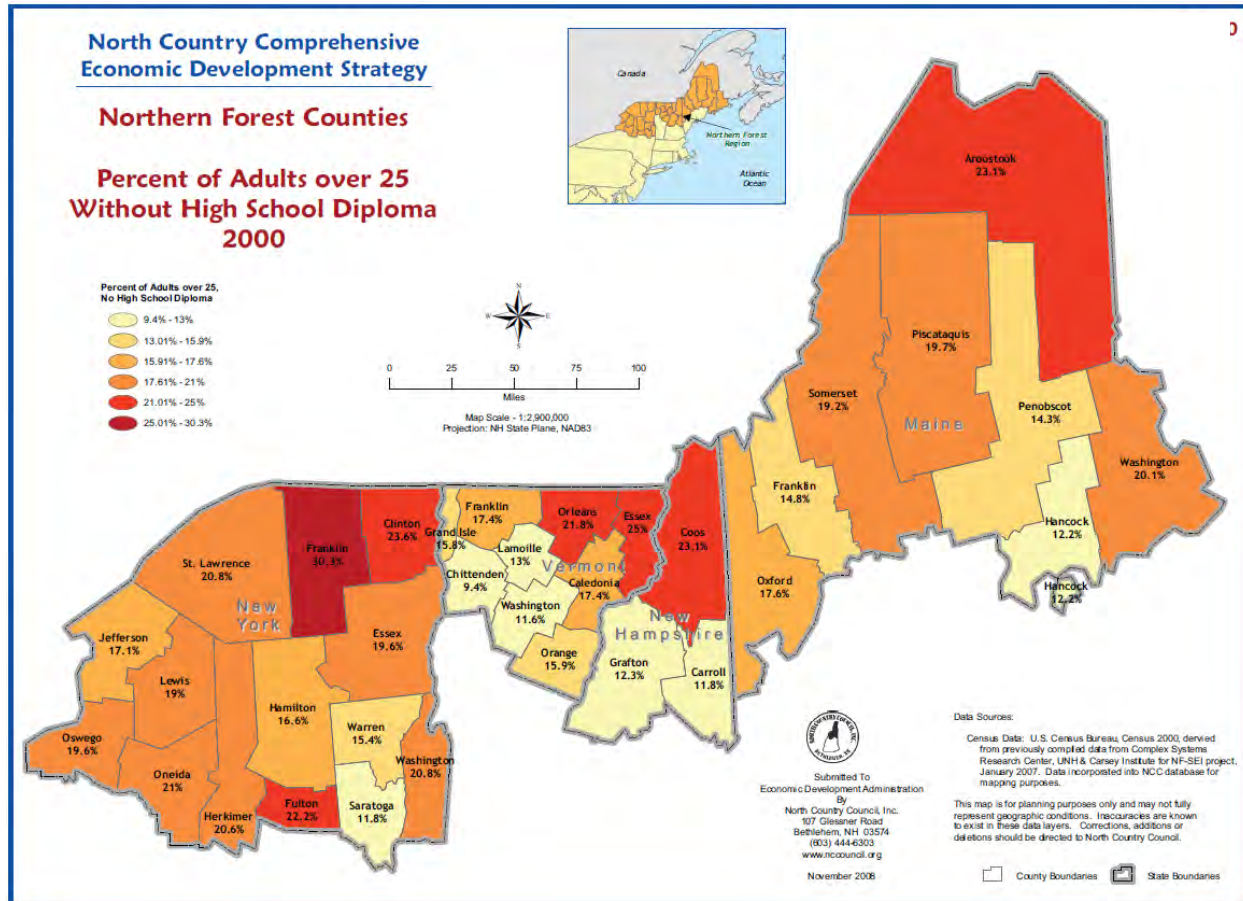 North Country Comprehensive
Economic Development Strategy
Northern Forest Counties
Percent of Adults over 25
Without High School Diploma
2000
Percent of Adults over 25,
No High School Diploma
9.4% - 13%
13.01% - 15.9%
15.91% - 17.6%
17.61% - 21%
21.01% - 25%
25.01% - 30.3%
Canada
Northern Forest
Region
Atlantic
Ocean
N
W
E
S
0 25 50 100
Miles
Map Scale - 1:2,900,000
Projection: NH State Plane, NAD83
Aroostook
23.1%
Piscataquis
19.7%
Somerset
19.2%
Maine
Penobscot
14.3%
Washington
20.1%
Franklin
14.8%
Hancock
12.2%
Hancock
12.2%
Oxford
17.6%
Coos
23.1%
New
Hampshire
Grafton
12.3%
Carroll
11.8%
Franklin
17.4%
Orleans
21.8%
Essex
25%
Grand Isle
15.8%
Lamoille
13%
Vermont
Chittenden
9.4%
Caledonia
17.4%
Washington
11.6%
Orange
15.9%
Clinton
23.6%
Franklin
30.3%
St. Lawrence
20.8%
New
York
Essex
19.6%
Jefferson
17.1%
Lewis
19%
Hamilton
16.6%
Warren
15.4%
Oswego
19.6%
Oneida
21%
Washington
20.8%
Herkimer
20.6%
Fulton
22.2%
Saratoga
11.8%
Submitted To
Economic Development Administration
By
North Country Council, Inc.
107 Glessner Road
Bethlehem, NH 03574
(603) 444-6303
www.nccouncil.org
November 2008
Data Sources:
Census Data: U.S. Census Bureau, Census 2000, dervied
from previously compiled data from Complex Systems
Research Center, UNH & Carsey Institute for NF-SEI project,
January 2007. Data incorporated into NCC database for
mapping purposes.
This map is for planning purposes only and may not fully
represent geographic conditions. Inaccuracies are known
to exist in these data layers. Corrections, additions or
deletions should be directed to North Country Council.
County Boundaries
State Boundaries